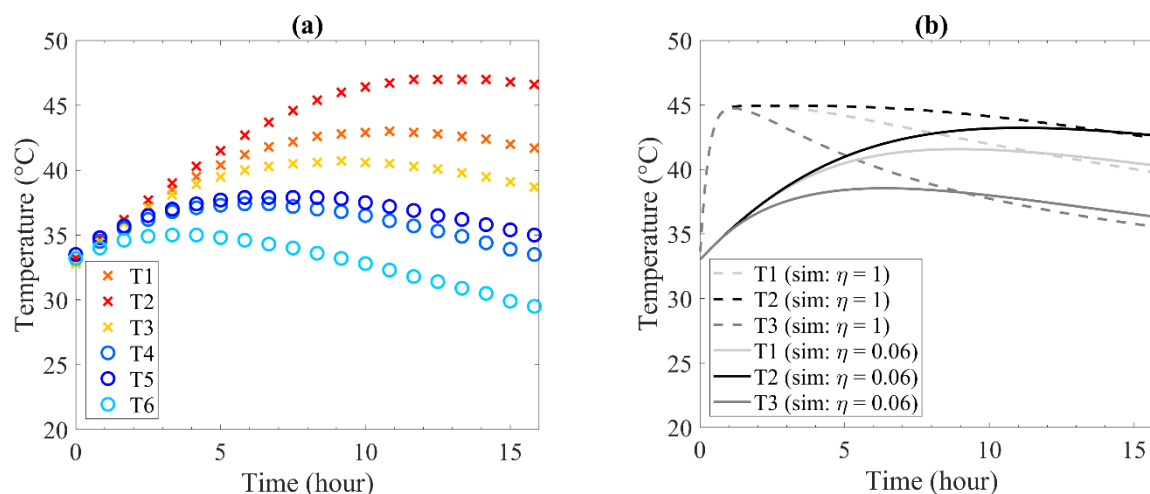 (a)
50
45
40
35
30
25
20
Temperature (°C)
T1
T2
T3
T4
T5
T6
0 5 10 15
Time (hour)
(b)
50
45
40
35
30
25
20
Temperature (°C)
T1 (sim: η = 1)
T2 (sim: η = 1)
T3 (sim: η = 1)
T1 (sim: η = 0.06)
T2 (sim: η = 0.06)
T3 (sim: η = 0.06)
0 5 10 15
Time (hour)